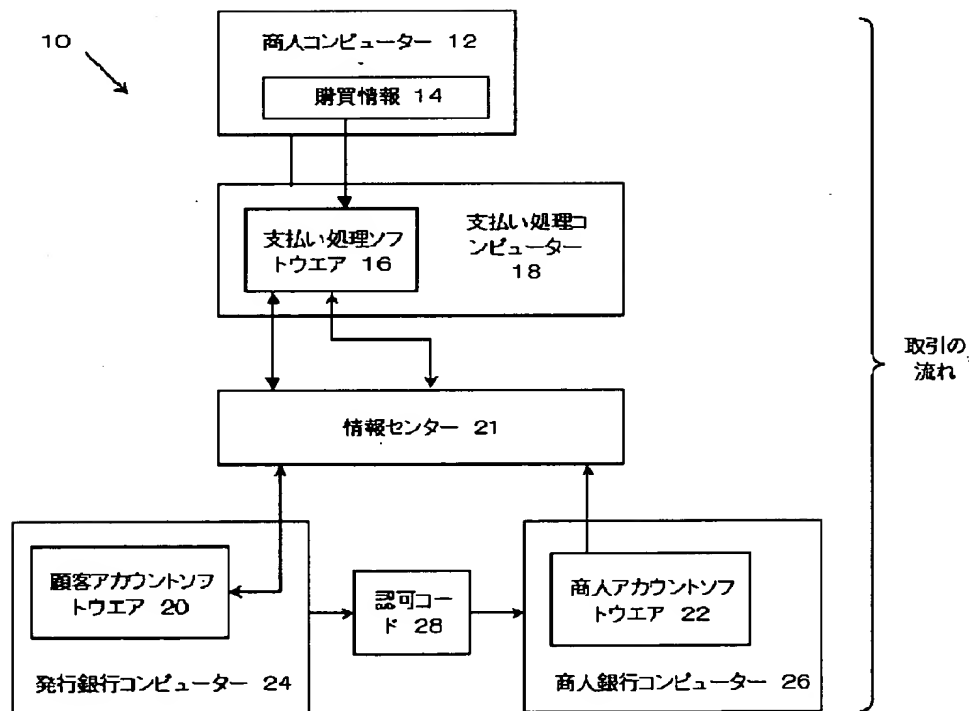 10
商人コンピューター 12
購買情報 14
支払い処理ソフ
トウエア 16
支払い処理コ
ンピューター
18
取引の
流れ
情報センター 21
顧客アカウントソフ
トウエア 20
発行銀行コンピューター 24
認可コー
ド 28
商人アカウントソフ
トウエア 22
商人銀行コンピューター 26